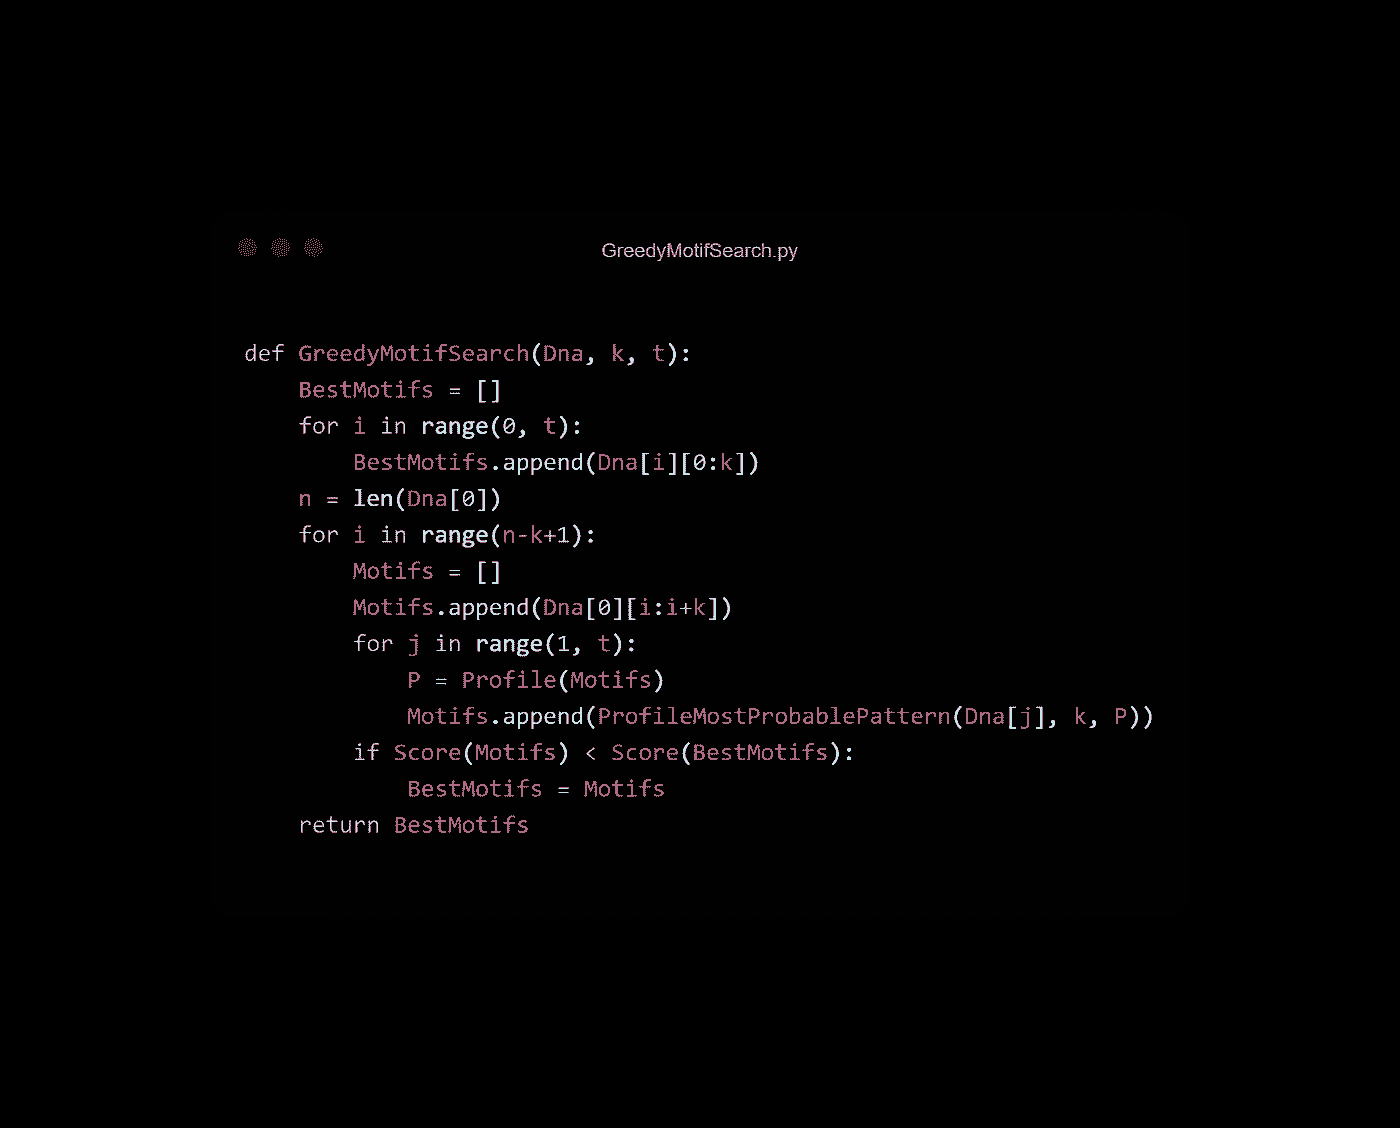 GreedyMotifSearch.py
def GreedyMotifSearch(Dna, k, t):
    BestMotifs = []
    for i in range(0, t):
        BestMotifs.append(Dna[i][0:k])
    n = len(Dna[0])
    for i in range(n-k+1):
        Motifs = []
        Motifs.append(Dna[0][i:i+k])
        for j in range(1, t):
            P = Profile(Motifs)
            Motifs.append(ProfileMostProbablePattern(Dna[j], k, P))
        if Score(Motifs) < Score(BestMotifs):
            BestMotifs = Motifs
    return BestMotifs